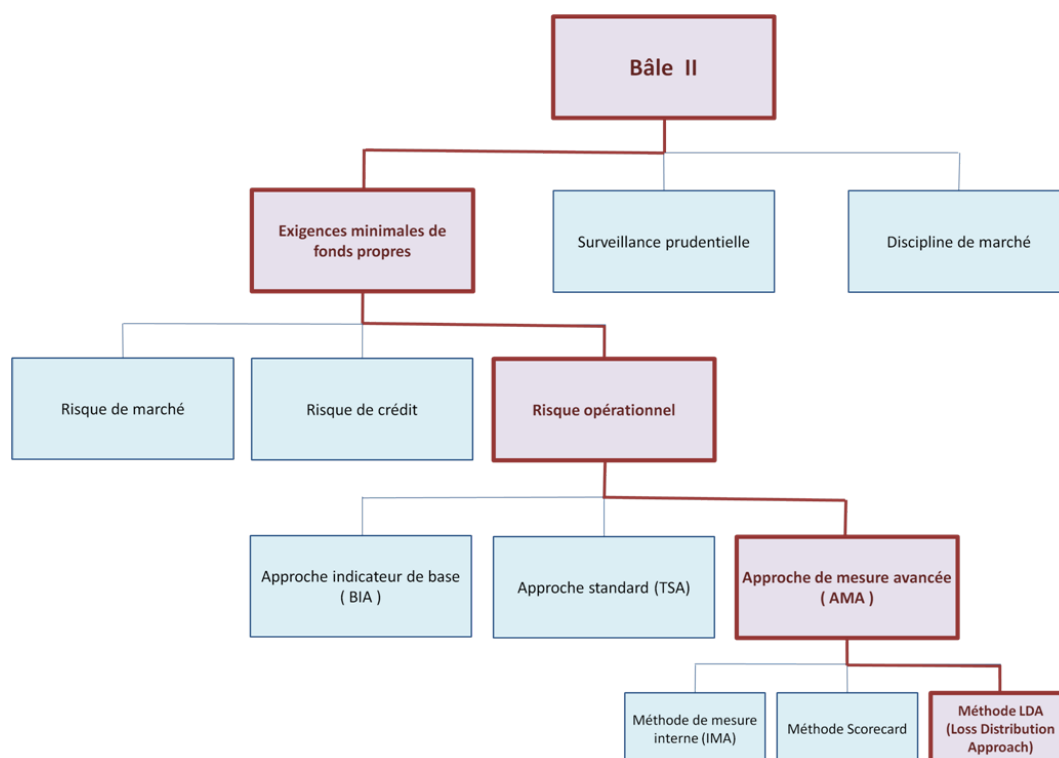 Bâle  II
Exigences minimales de
fonds propres
Surveillance prudentielle
Discipline de marché
Risque de marché
Risque de crédit
Risque opérationnel
Approche indicateur de base
( BIA )
Approche standard (TSA)
Approche de mesure avancée
( AMA )
Méthode de mesure
interne (IMA)
Méthode Scorecard
Méthode LDA
(Loss Distribution
Approach)